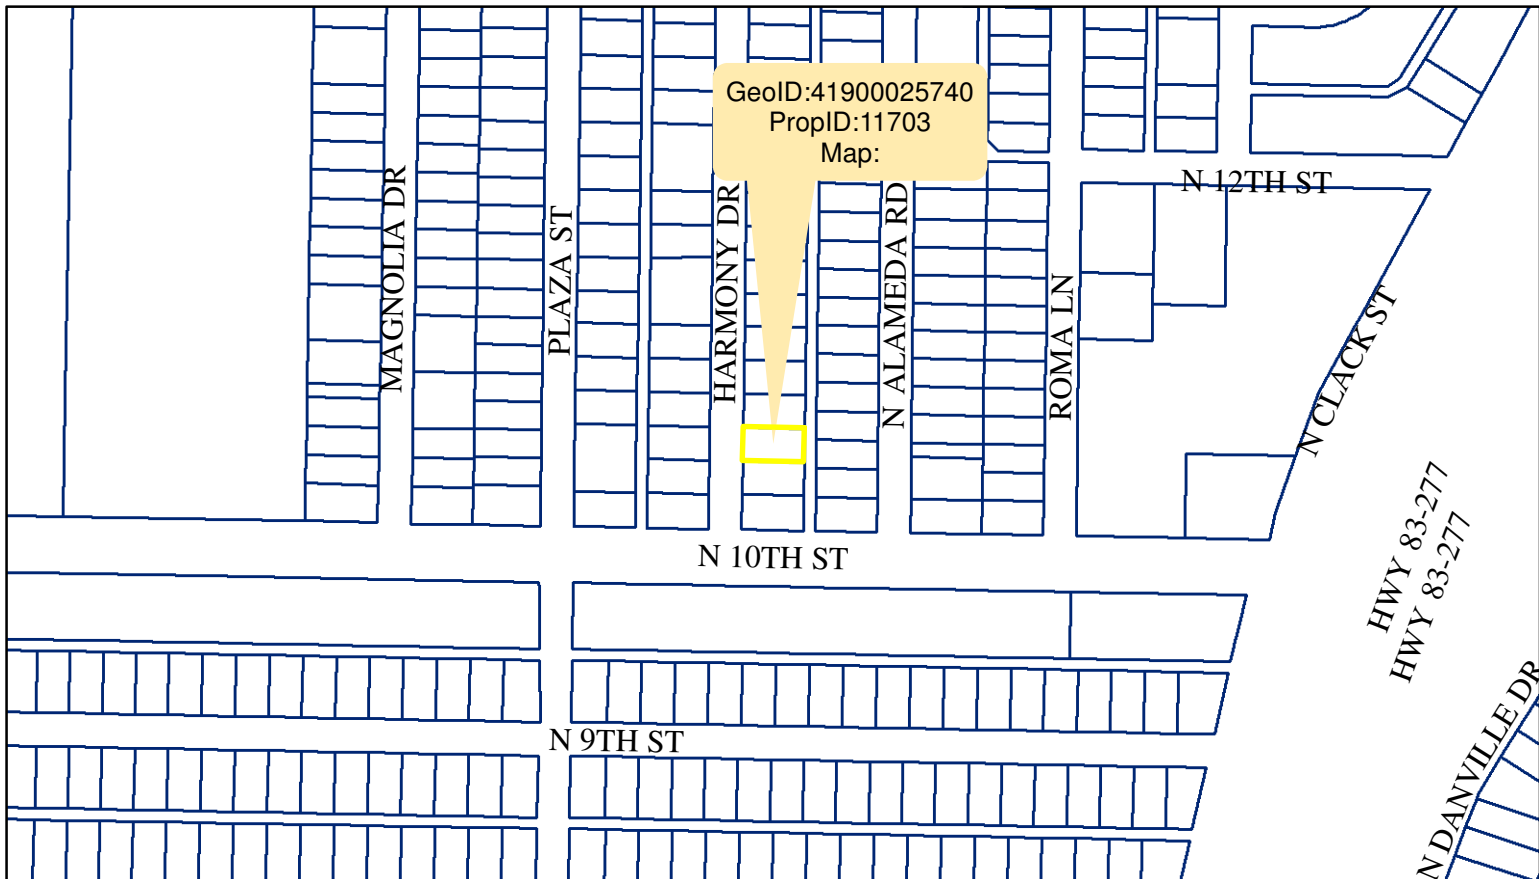 GeoID:41900025740
PropID:11703
Map:
N 12TH ST
MAGNOLIA DR
PLAZA ST
HARMONY DR
N ALAMEDA RD
ROMA LN
N CLACK ST
HWY 83-277
HWY 83-277
N 10TH ST
N 9TH ST
N DANVILLE DR